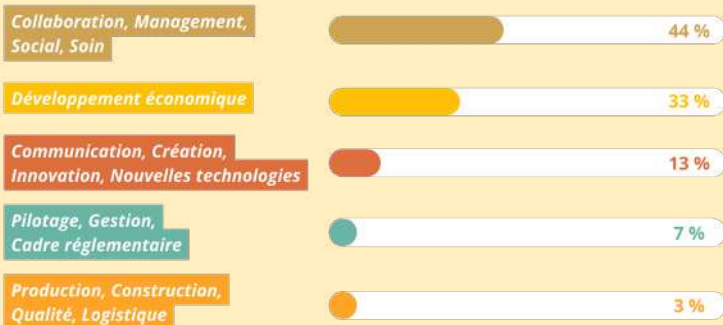 Collaboration, Management,
Social, Soin
44 %
Développement économique
33 %
Communication, Création,
Innovation, Nouvelles technologies
13 %
Pilotage, Gestion,
Cadre réglementaire
7 %
Production, Construction,
Qualité, Logistique
3 %